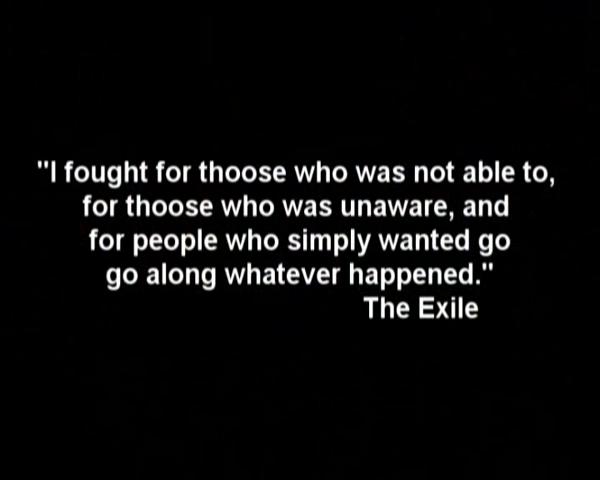 "I fought for thoose who was not able to,
for thoose who was unaware, and
for people who simply wanted go
go along whatever happened."
The Exile